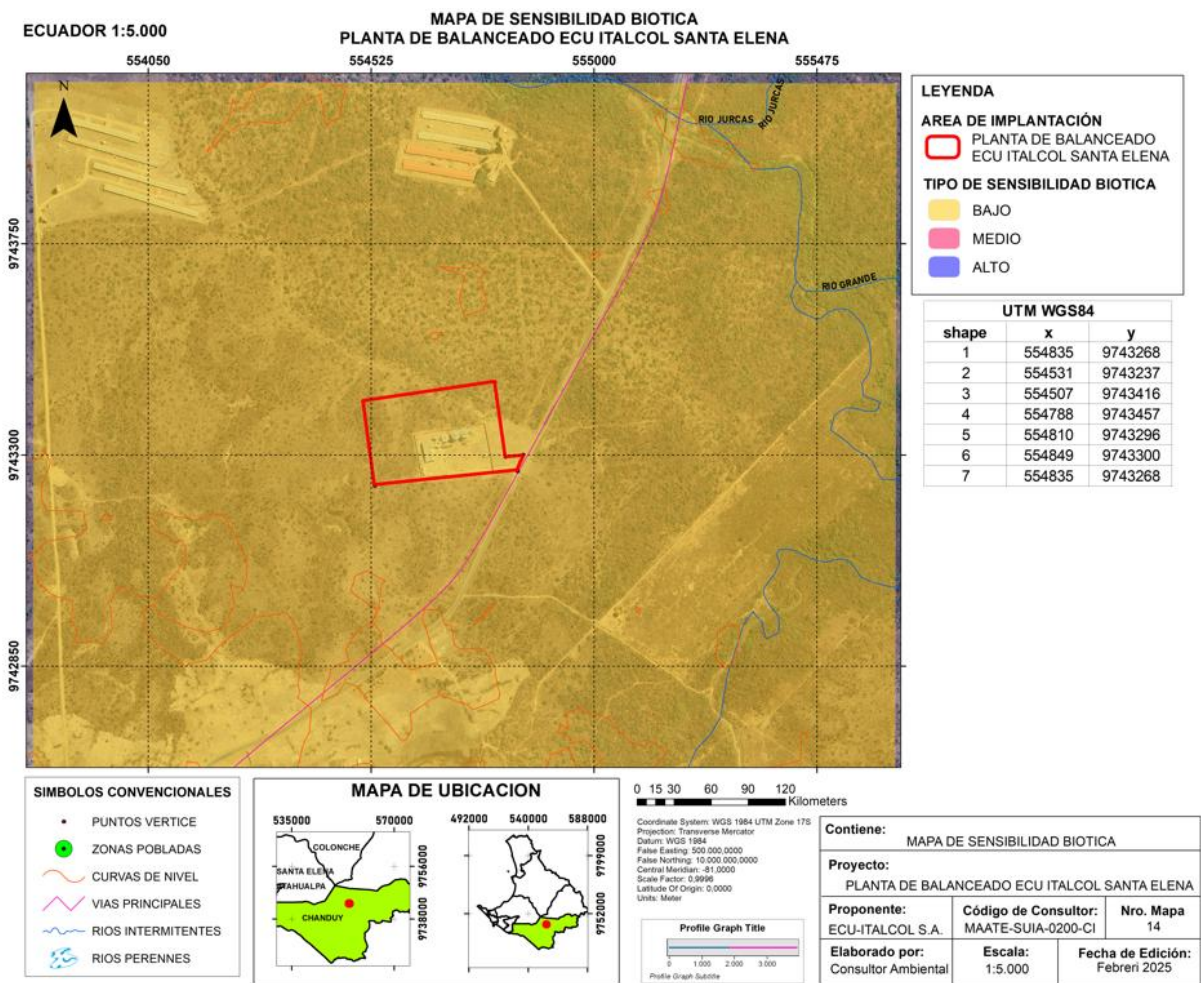 ECUADOR 1:5.000
MAPA DE SENSIBILIDAD BIOTICA
PLANTA DE BALANCEADO ECU ITALCOL SANTA ELENA
554050 554525 555000 555475
N
RIO JURCAS
RIO JURCAS
9743750
RIO GRANDE
9743300
9742850
LEYENDA
AREA DE IMPLANTACIÓN
PLANTA DE BALANCEADO
ECU ITALCOL SANTA ELENA
TIPO DE SENSIBILIDAD BIOTICA
BAJO
MEDIO
ALTO
UTM WGS84
shape x y
1 554835 9743268
2 554531 9743237
3 554507 9743416
4 554788 9743457
5 554810 9743296
6 554849 9743300
7 554835 9743268
SIMBOLOS CONVENCIONALES
PUNTOS VERTICE
ZONAS POBLADAS
CURVAS DE NIVEL
VIAS PRINCIPALES
RIOS INTERMITENTES
RIOS PERENNES
MAPA DE UBICACION
535000 570000
COLONCHE
SANTA ELENA
ATAHUALPA
CHANDUY
9756000
9738000
492000 540000 588000
9799000
9752000
0 15 30 60 90 120
Kilometers
Coordinate System: WGS 1984 UTM Zone 17S
Projection: Transverse Mercator
Datum: WGS 1984
False Easting: 500.000,0000
False Northing: 10.000.000,0000
Central Meridian: -81,0000
Scale Factor: 0,9996
Latitude Of Origin: 0,0000
Units: Meter
Profile Graph Title
0 1.000 2.000 3.000
Profile Graph Subtitle
Contiene:
MAPA DE SENSIBILIDAD BIOTICA
Proyecto:
PLANTA DE BALANCEADO ECU ITALCOL SANTA ELENA
Proponente: Código de Consultor: Nro. Mapa
ECU-ITALCOL S.A. MAATE-SUIA-0200-CI 14
Elaborado por: Escala: Fecha de Edición:
Consultor Ambiental 1:5.000 Febreri 2025